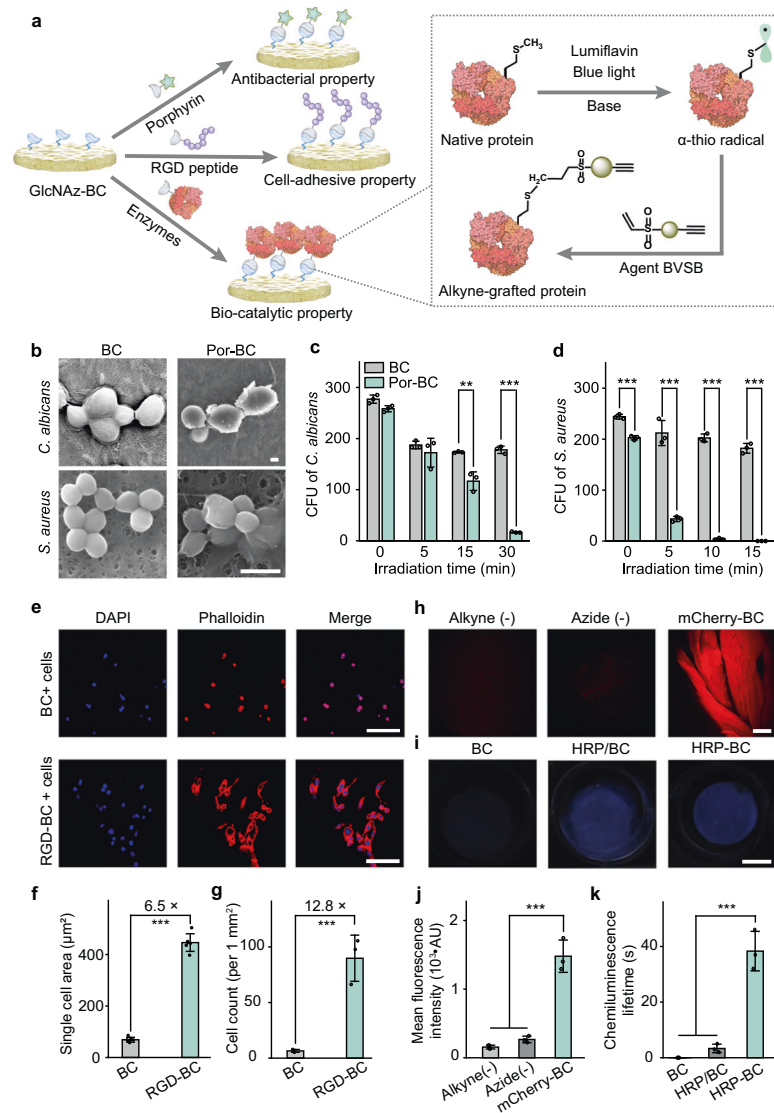 a
Porphyrin
Antibacterial property
GlcNAz-BC
RGD peptide
Cell-adhesive property
Enzymes
Bio-catalytic property
S
CH3
Native protein
Lumiflavin
Blue light
Base
S
α-thio radical
H2C
S
O
O
S
Alkyne-grafted protein
O
S
O
Agent BVSB
b
BC
Por-BC
C. albicans
S. aureus
c
BC
Por-BC
**
***
CFU of C. albicans
300
200
100
0
0
5
15
30
Irradiation time (min)
d
***
***
***
***
CFU of S. aureus
300
200
100
0
0
5
10
15
Irradiation time (min)
e
DAPI
Phalloidin
Merge
BC+ cells
RGD-BC + cells
h
Alkyne (-)
Azide (-)
mCherry-BC
i
BC
HRP/BC
HRP-BC
f
6.5 ×
***
Single cell area (μm²)
400
0
BC
RGD-BC
g
12.8 ×
***
Cell count (per 1 mm²)
100
50
0
BC
RGD-BC
j
***
Mean fluorescence
intensity (10³•AU)
2
1
0
Alkyne(-)
Azide(-)
mCherry-BC
k
***
Chemiluminescence
lifetime (s)
40
20
0
BC
HRP/BC
HRP-BC